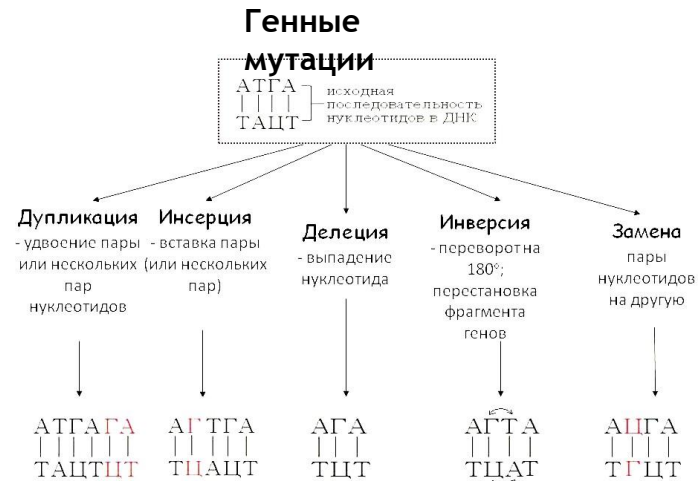 Генные
мутации
АТГА
ТАЦТ
исходная
последовательность
нуклеотидов в ДНК
Дупликация
- удвоение пары
или нескольких
пар
нуклеотидов
Инсерция
- вставка пары
(или нескольких
пар)
Делеция
- выпадение
нуклеотида
Инверсия
- переворот на
180°;
перестановка
фрагмента
генов
Замена
пары
нуклеотидов
на другую
АТГАГА
ТАЦТЦТ
АГТГА
ТЦАЦТ
АГА
ТЦТ
АГТА
ТЦАТ
АЦГА
ТГЦТ